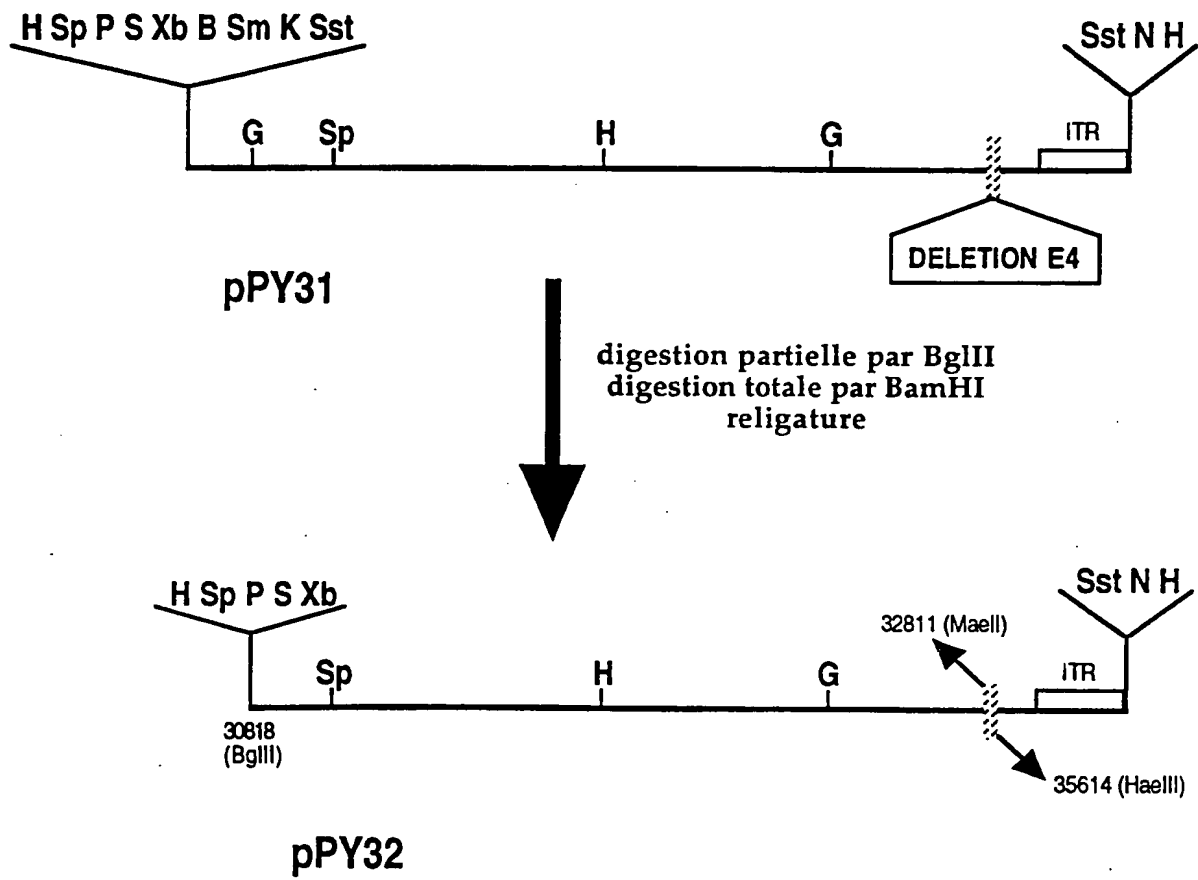 H Sp P S Xb B Sm K Sst
Sst N H
G Sp H G ITR
DELETION E4
pPY31
digestion partielle par BglII
digestion totale par BamHI
religature
H Sp P S Xb
Sst N H
32811 (MaeII)
Sp H G ITR
30818
(BglII)
35614 (HaeIII)
pPY32